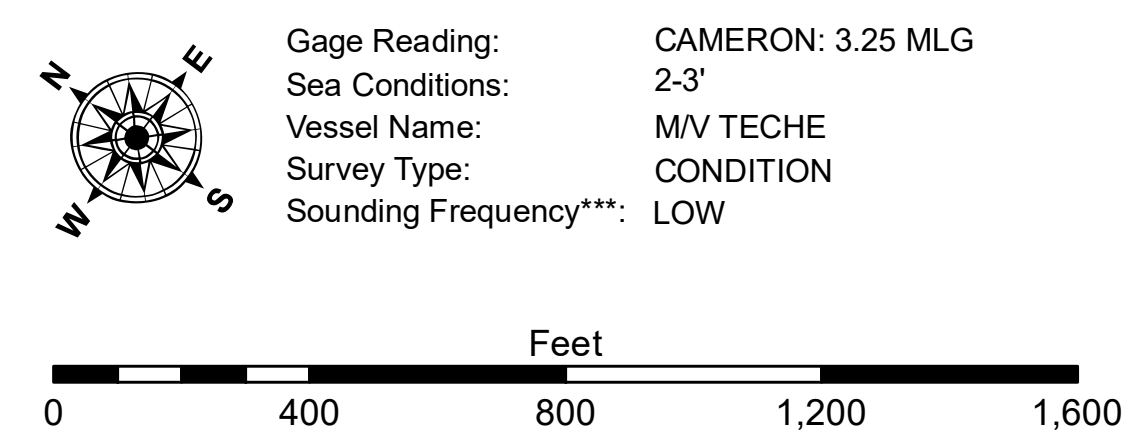 N
E
W
S
Gage Reading: CAMERON: 3.25 MLG
Sea Conditions: 2-3'
Vessel Name: M/V TECHE
Survey Type: CONDITION
Sounding Frequency***: LOW
Feet
0 400 800 1,200 1,600